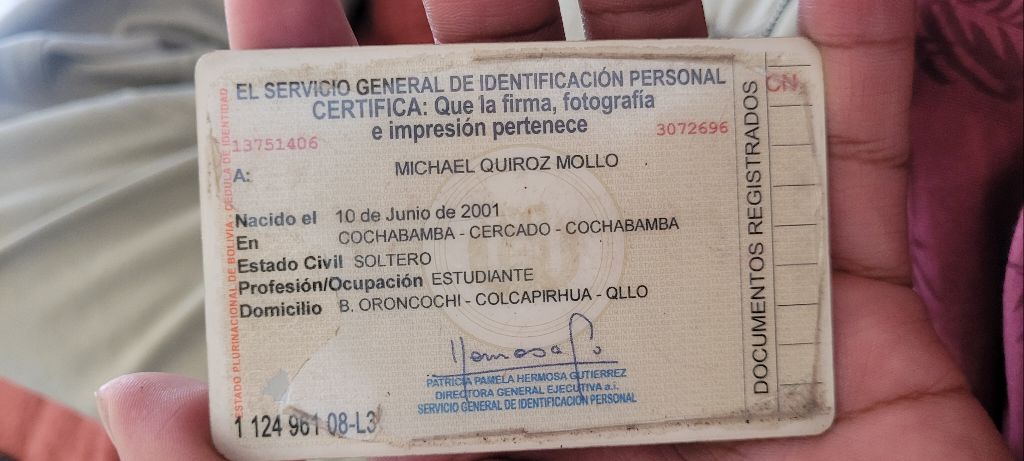 EL SERVICIO GENERAL DE IDENTIFICACIÓN PERSONAL
CERTIFICA: Que la firma, fotografía
e impresión pertenece
13751406
3072696
A:
MICHAEL QUIROZ MOLLO
Nacido el 10 de Junio de 2001
En COCHABAMBA - CERCADO - COCHABAMBA
Estado Civil SOLTERO
Profesión/Ocupación ESTUDIANTE
Domicilio B. ORONCOCHI - COLCAPIRHUA - QLLO
PATRICIA PAMELA HERMOSA GUTIERREZ
DIRECTORA GENERAL EJECUTIVA a.i.
SERVICIO GENERAL DE IDENTIFICACIÓN PERSONAL
1 124 961 08-L3
ESTADO PLURINACIONAL DE BOLIVIA - CEDULA DE IDENTIDAD
DOCUMENTOS REGISTRADOS
CN